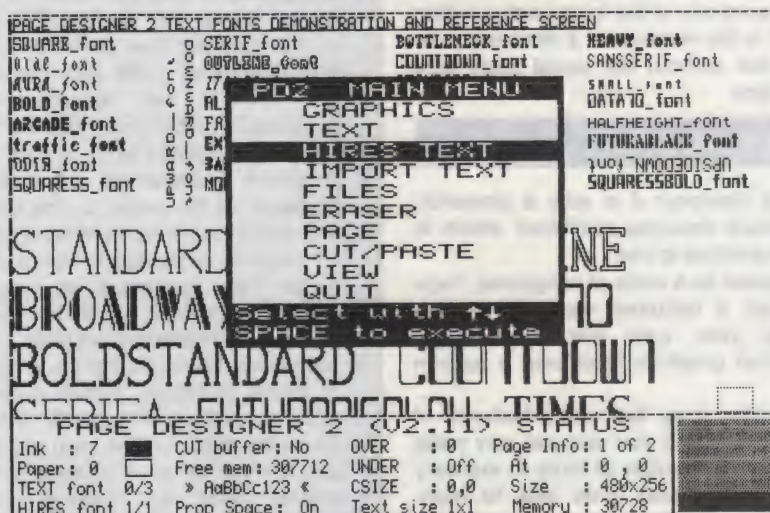 PAGE DESIGNER 2 TEXT FONTS DEMONSTRATION AND REFERENCE SCREEN
SQUARE_font SERIF_font BOTTLENECK_font HEAVY_font
COUNTDOWN_font SANSSERIF_font
AURA_font SMALL_font
BOLD_font DATA70_font
ARCADE_font HALFHEIGHT_font
traffic_font FUTURABLACK_font
UPSIDEDOWN_font
SQUARESS_font SQUARESSBOLD_font
PD2 MAIN MENU
GRAPHICS
TEXT
HIRES TEXT
IMPORT TEXT
FILES
ERASER
PAGE
CUT/PASTE
VIEW
QUIT
Select with ↑↓
SPACE to execute
STANDARD
BROADWAY
BOLDSTANDARD COUNTDOWN
TIMES
PAGE DESIGNER 2 (V2.11) STATUS
Ink : 7 CUT buffer: No OVER : 0 Page Info: 1 of 2
Paper: 0 Free mem: 307712 UNDER : Off At : 0 , 0
TEXT font 0/3 » AaBbCc123 « CSIZE : 0,0 Size : 480x256
HIRES font 1/1 Prop Space: On Text size 1x1 Memory : 30728